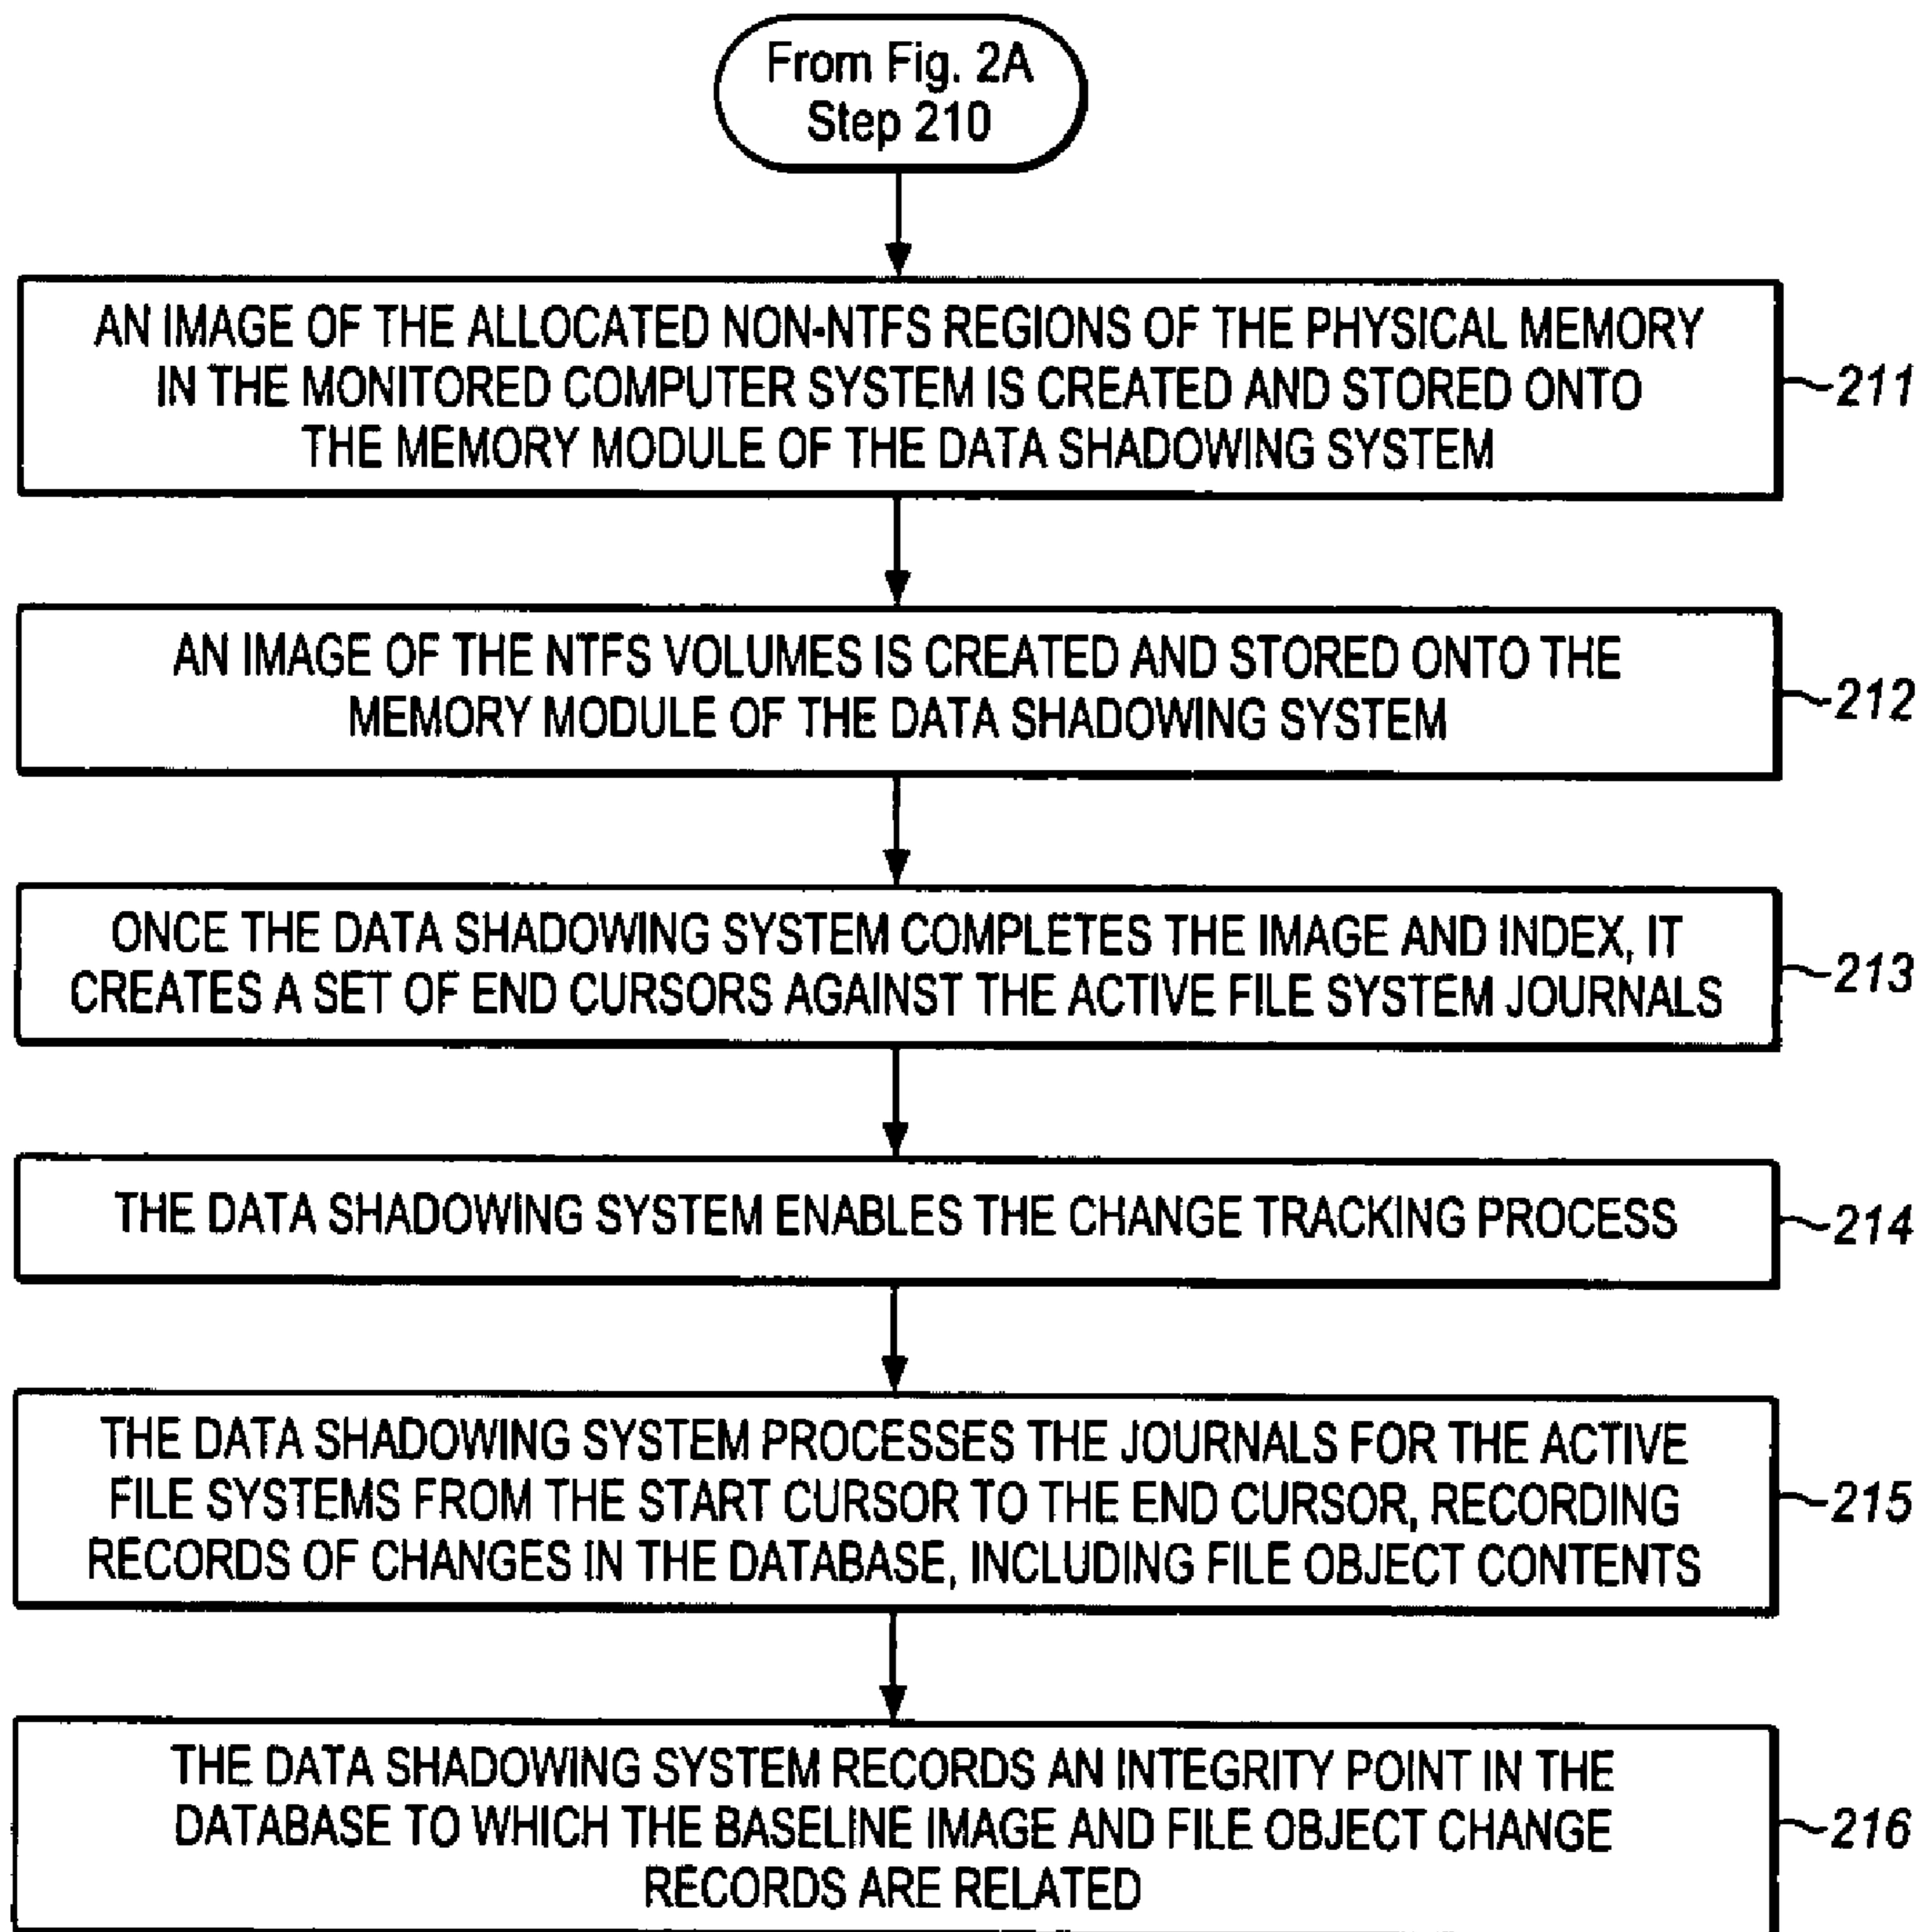 From Fig. 2A
Step 210
AN IMAGE OF THE ALLOCATED NON-NTFS REGIONS OF THE PHYSICAL MEMORY
IN THE MONITORED COMPUTER SYSTEM IS CREATED AND STORED ONTO
THE MEMORY MODULE OF THE DATA SHADOWING SYSTEM
211
AN IMAGE OF THE NTFS VOLUMES IS CREATED AND STORED ONTO THE
MEMORY MODULE OF THE DATA SHADOWING SYSTEM
212
ONCE THE DATA SHADOWING SYSTEM COMPLETES THE IMAGE AND INDEX, IT
CREATES A SET OF END CURSORS AGAINST THE ACTIVE FILE SYSTEM JOURNALS
213
THE DATA SHADOWING SYSTEM ENABLES THE CHANGE TRACKING PROCESS
214
THE DATA SHADOWING SYSTEM PROCESSES THE JOURNALS FOR THE ACTIVE
FILE SYSTEMS FROM THE START CURSOR TO THE END CURSOR, RECORDING
RECORDS OF CHANGES IN THE DATABASE, INCLUDING FILE OBJECT CONTENTS
215
THE DATA SHADOWING SYSTEM RECORDS AN INTEGRITY POINT IN THE
DATABASE TO WHICH THE BASELINE IMAGE AND FILE OBJECT CHANGE
RECORDS ARE RELATED
216